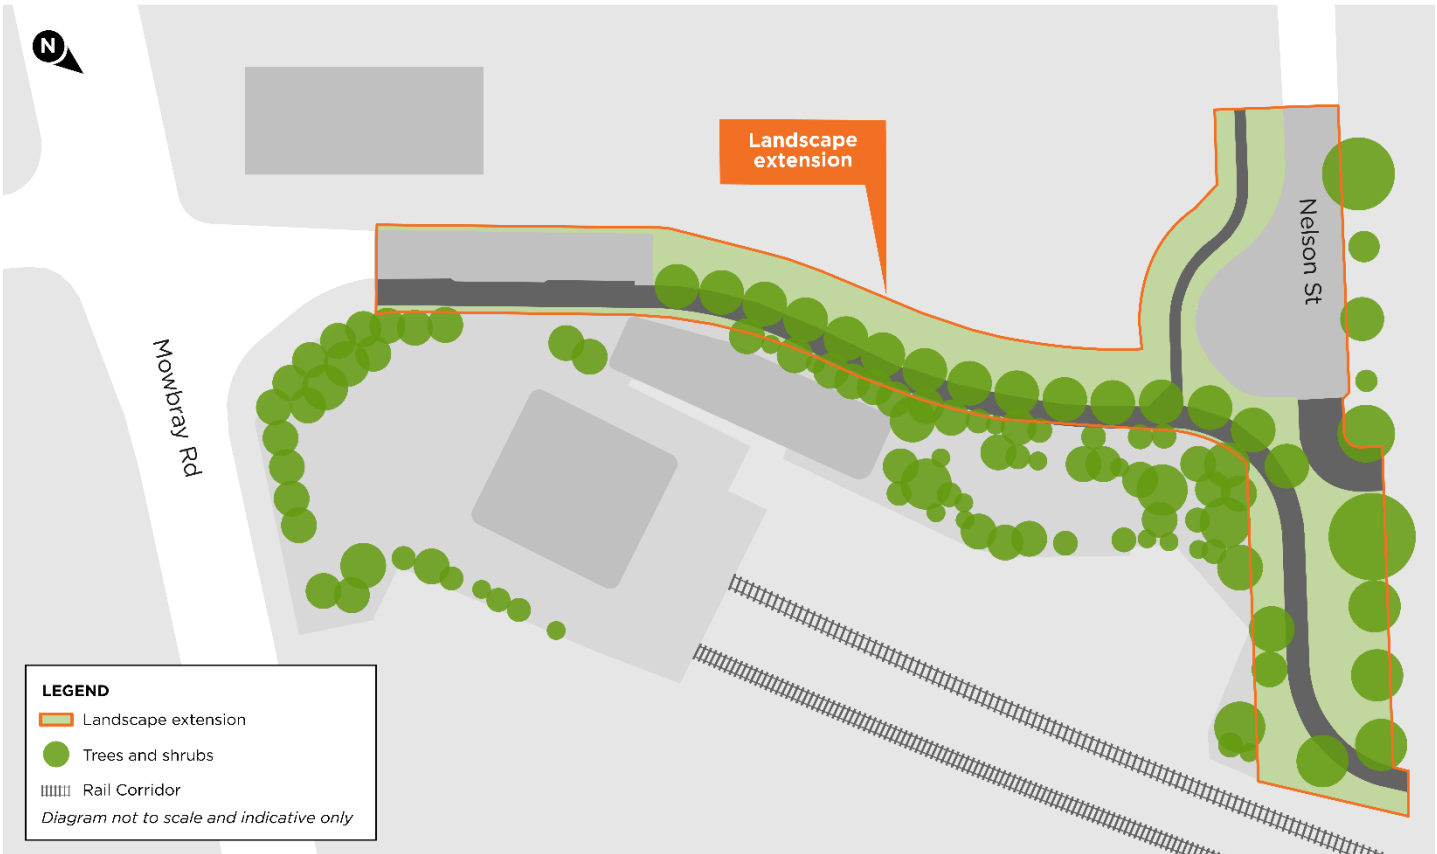 N
Landscape
extension
Nelson St
Mowbray Rd
LEGEND
Landscape extension
Trees and shrubs
Rail Corridor
Diagram not to scale and indicative only